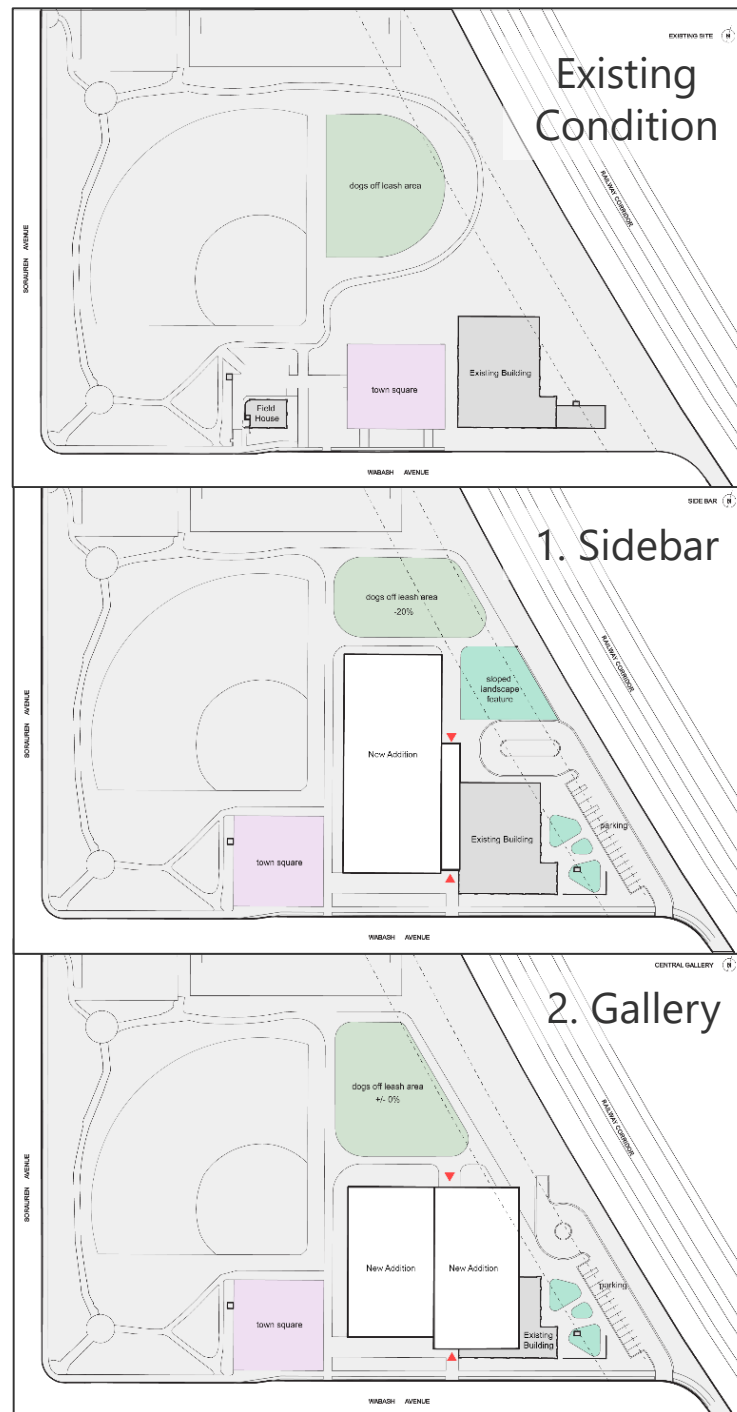 EXISTING SITE
N
Existing
Condition
dogs off leash area
RAILWAY CORRIDOR
SORAUREN AVENUE
Existing Building
town square
Field
House
WABASH AVENUE
SIDE BAR
N
1. Sidebar
dogs off leash area
-20%
RAILWAY CORRIDOR
sloped
landscape
feature
SORAUREN AVENUE
New Addition
parking
Existing Building
town square
WABASH AVENUE
CENTRAL GALLERY
N
2. Gallery
dogs off leash area
+/- 0%
RAILWAY CORRIDOR
SORAUREN AVENUE
New Addition
New Addition
parking
town square
Existing
Building
WABASH AVENUE